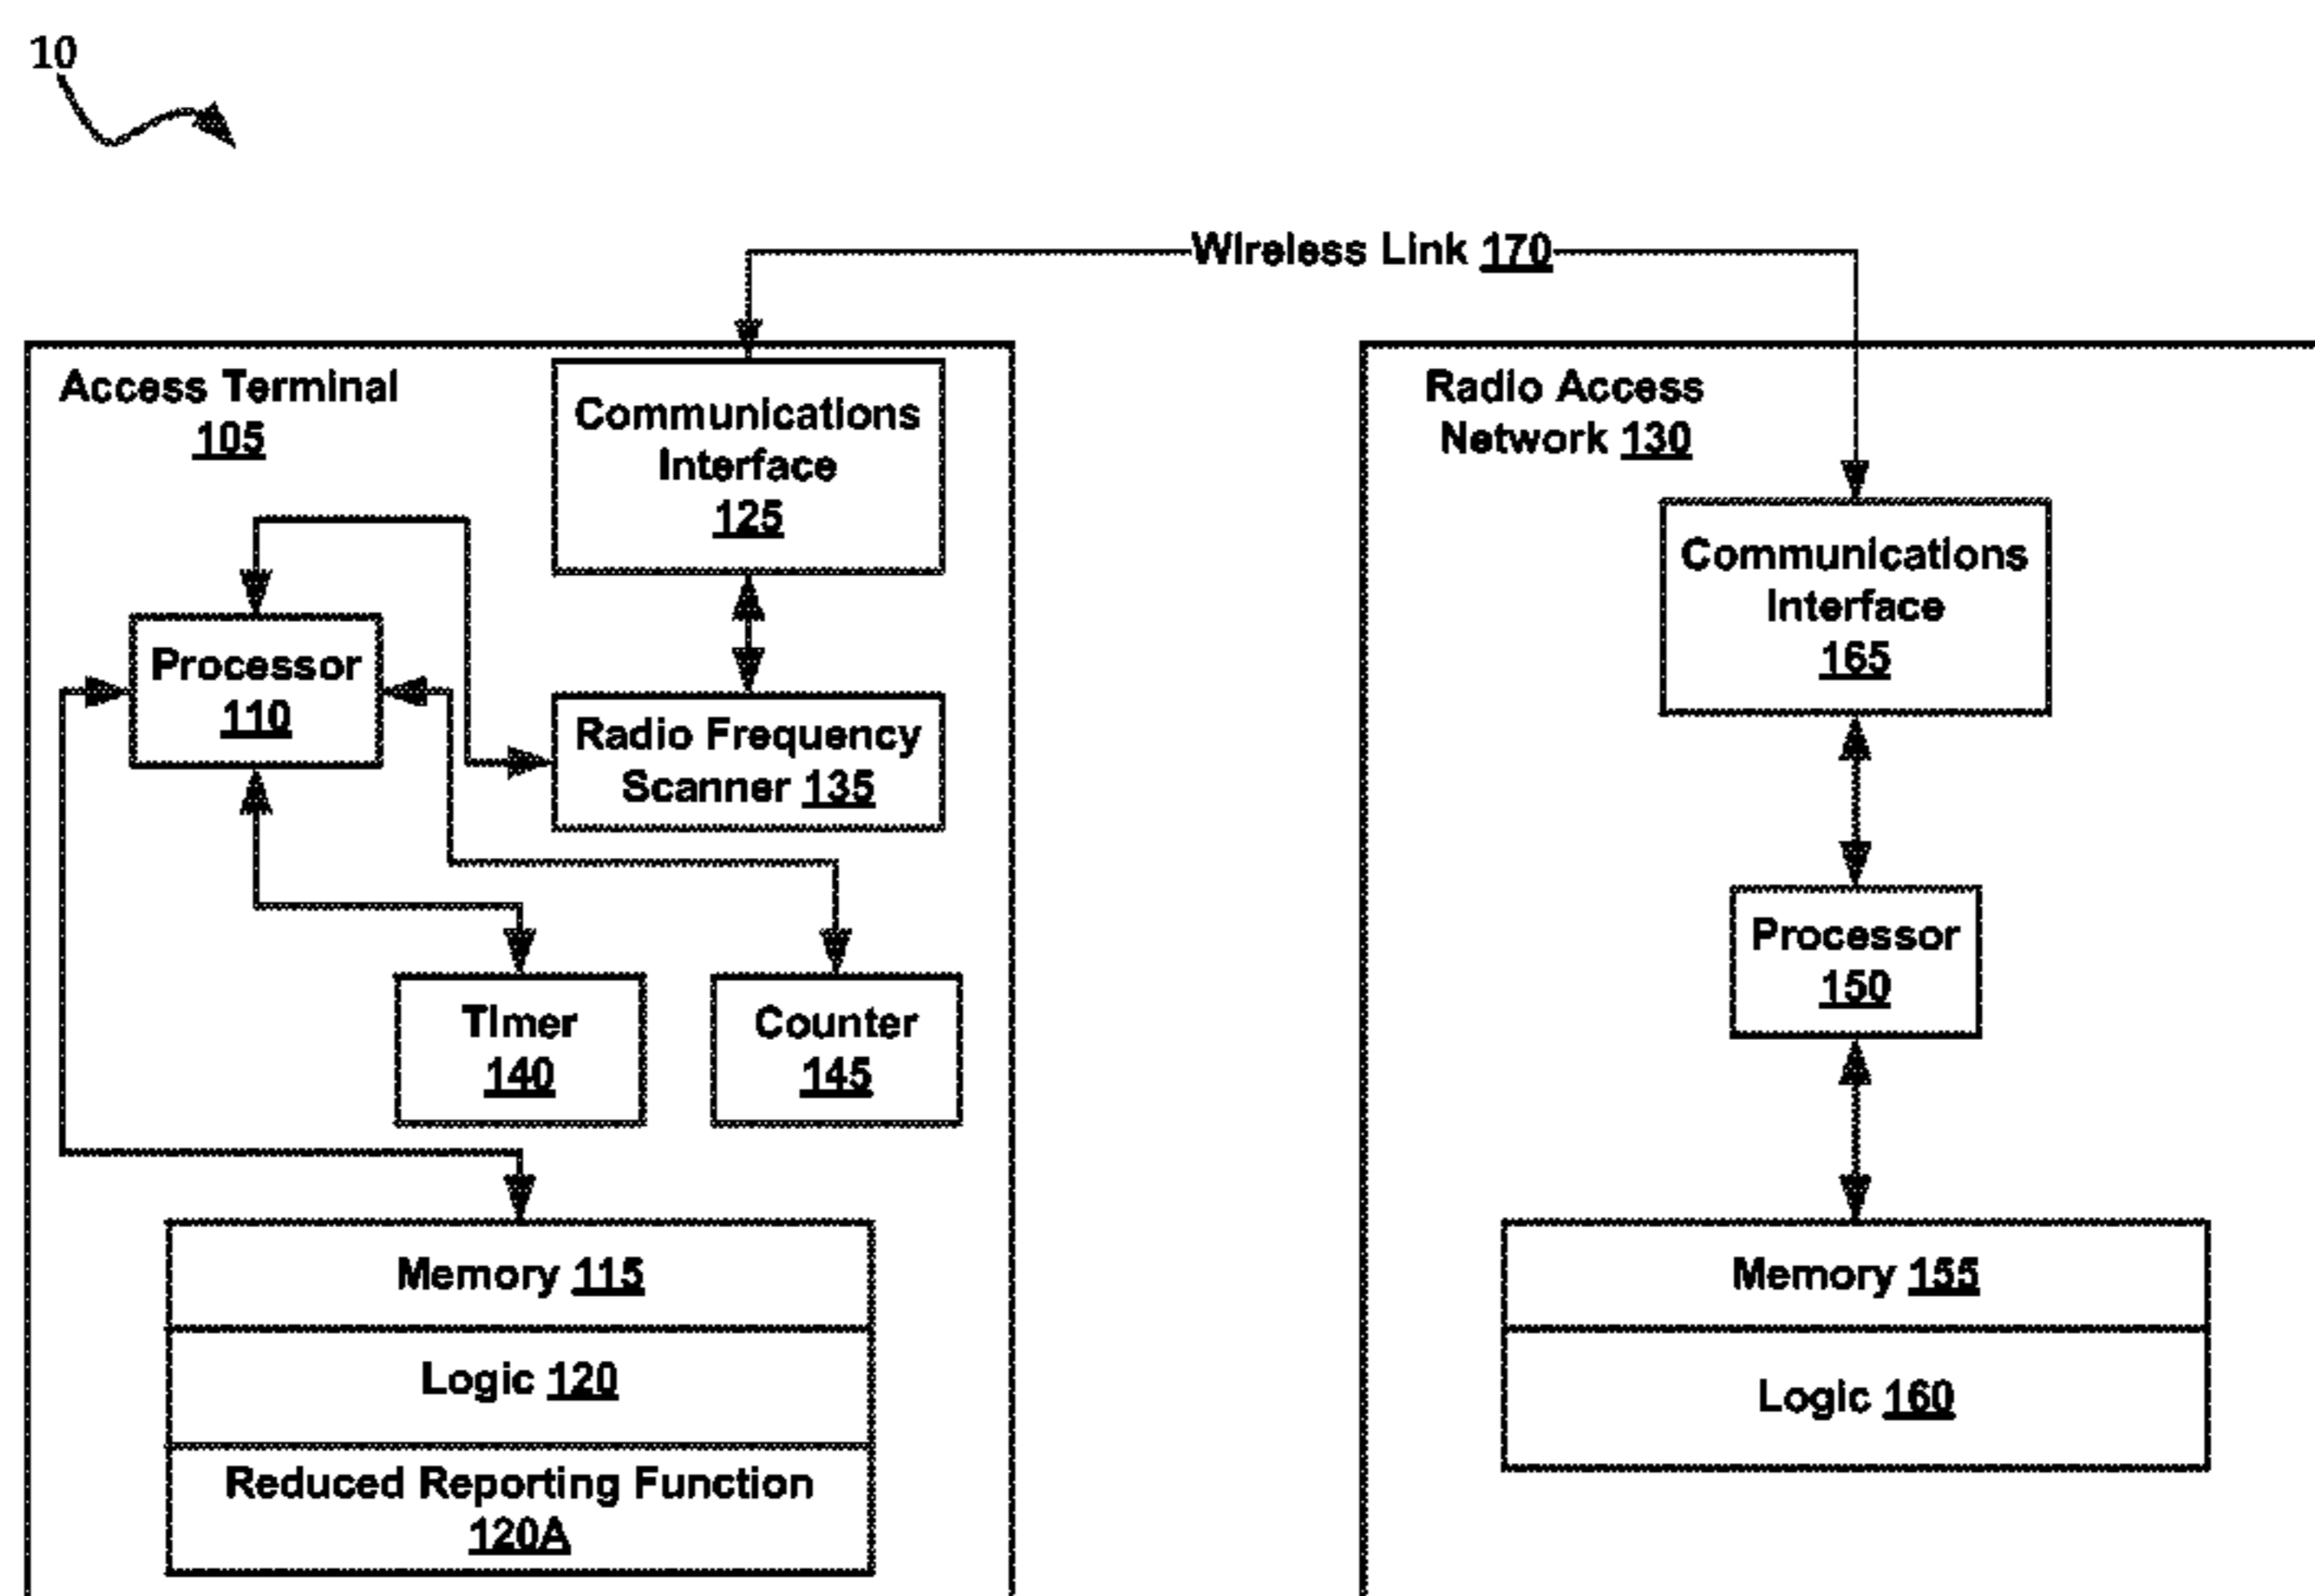 10
Wireless Link 170
Access Terminal
105
Communications
Interface
125
Processor
110
Radio Frequency
Scanner 135
Timer
140
Counter
145
Memory 115
Logic 120
Reduced Reporting Function
120A
Radio Access
Network 130
Communications
Interface
165
Processor
150
Memory 155
Logic 160